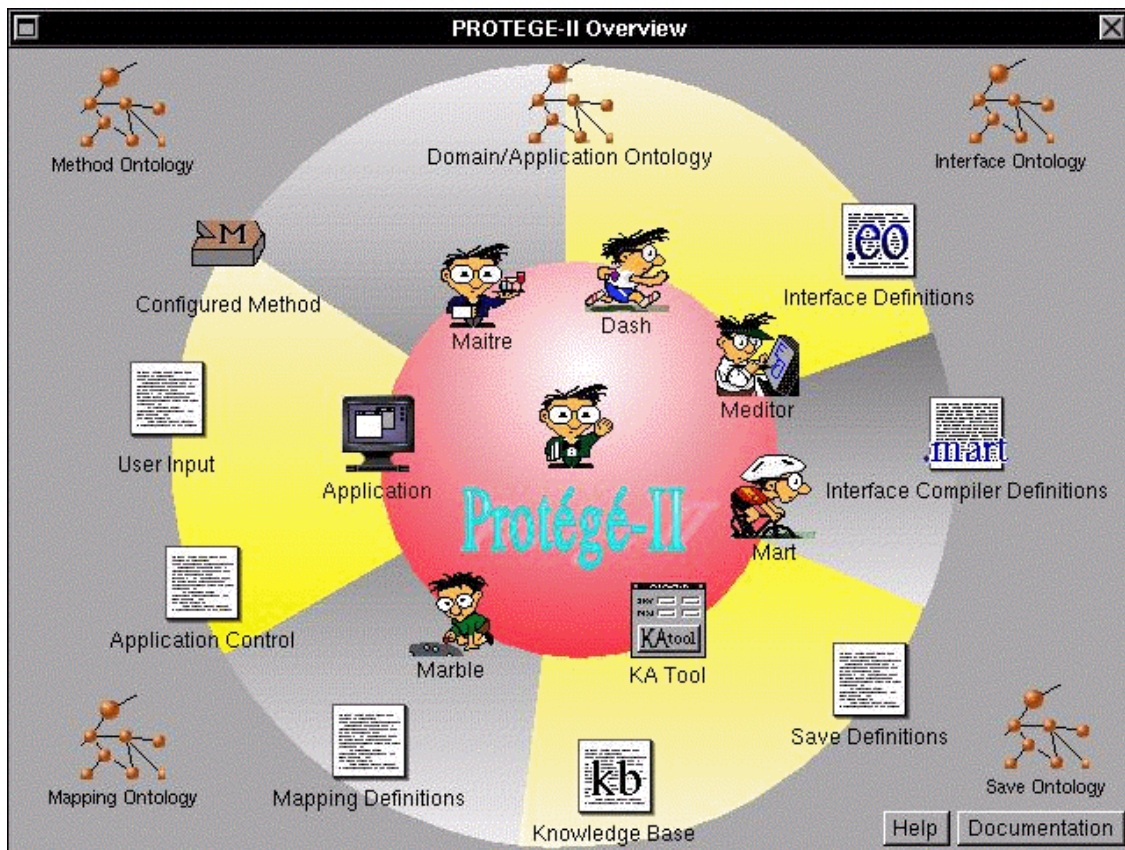 PROTEGE-II Overview
Method Ontology
Domain/Application Ontology
Interface Ontology
M
Configured Method
Maitre
Dash
.eo
Interface Definitions
Meditor
User Input
Application
.mart
Interface Compiler Definitions
Protégé-II
Mart
Application Control
Marble
KAtool
KA Tool
Save Definitions
Mapping Ontology
Mapping Definitions
kb
Knowledge Base
Save Ontology
Help
Documentation